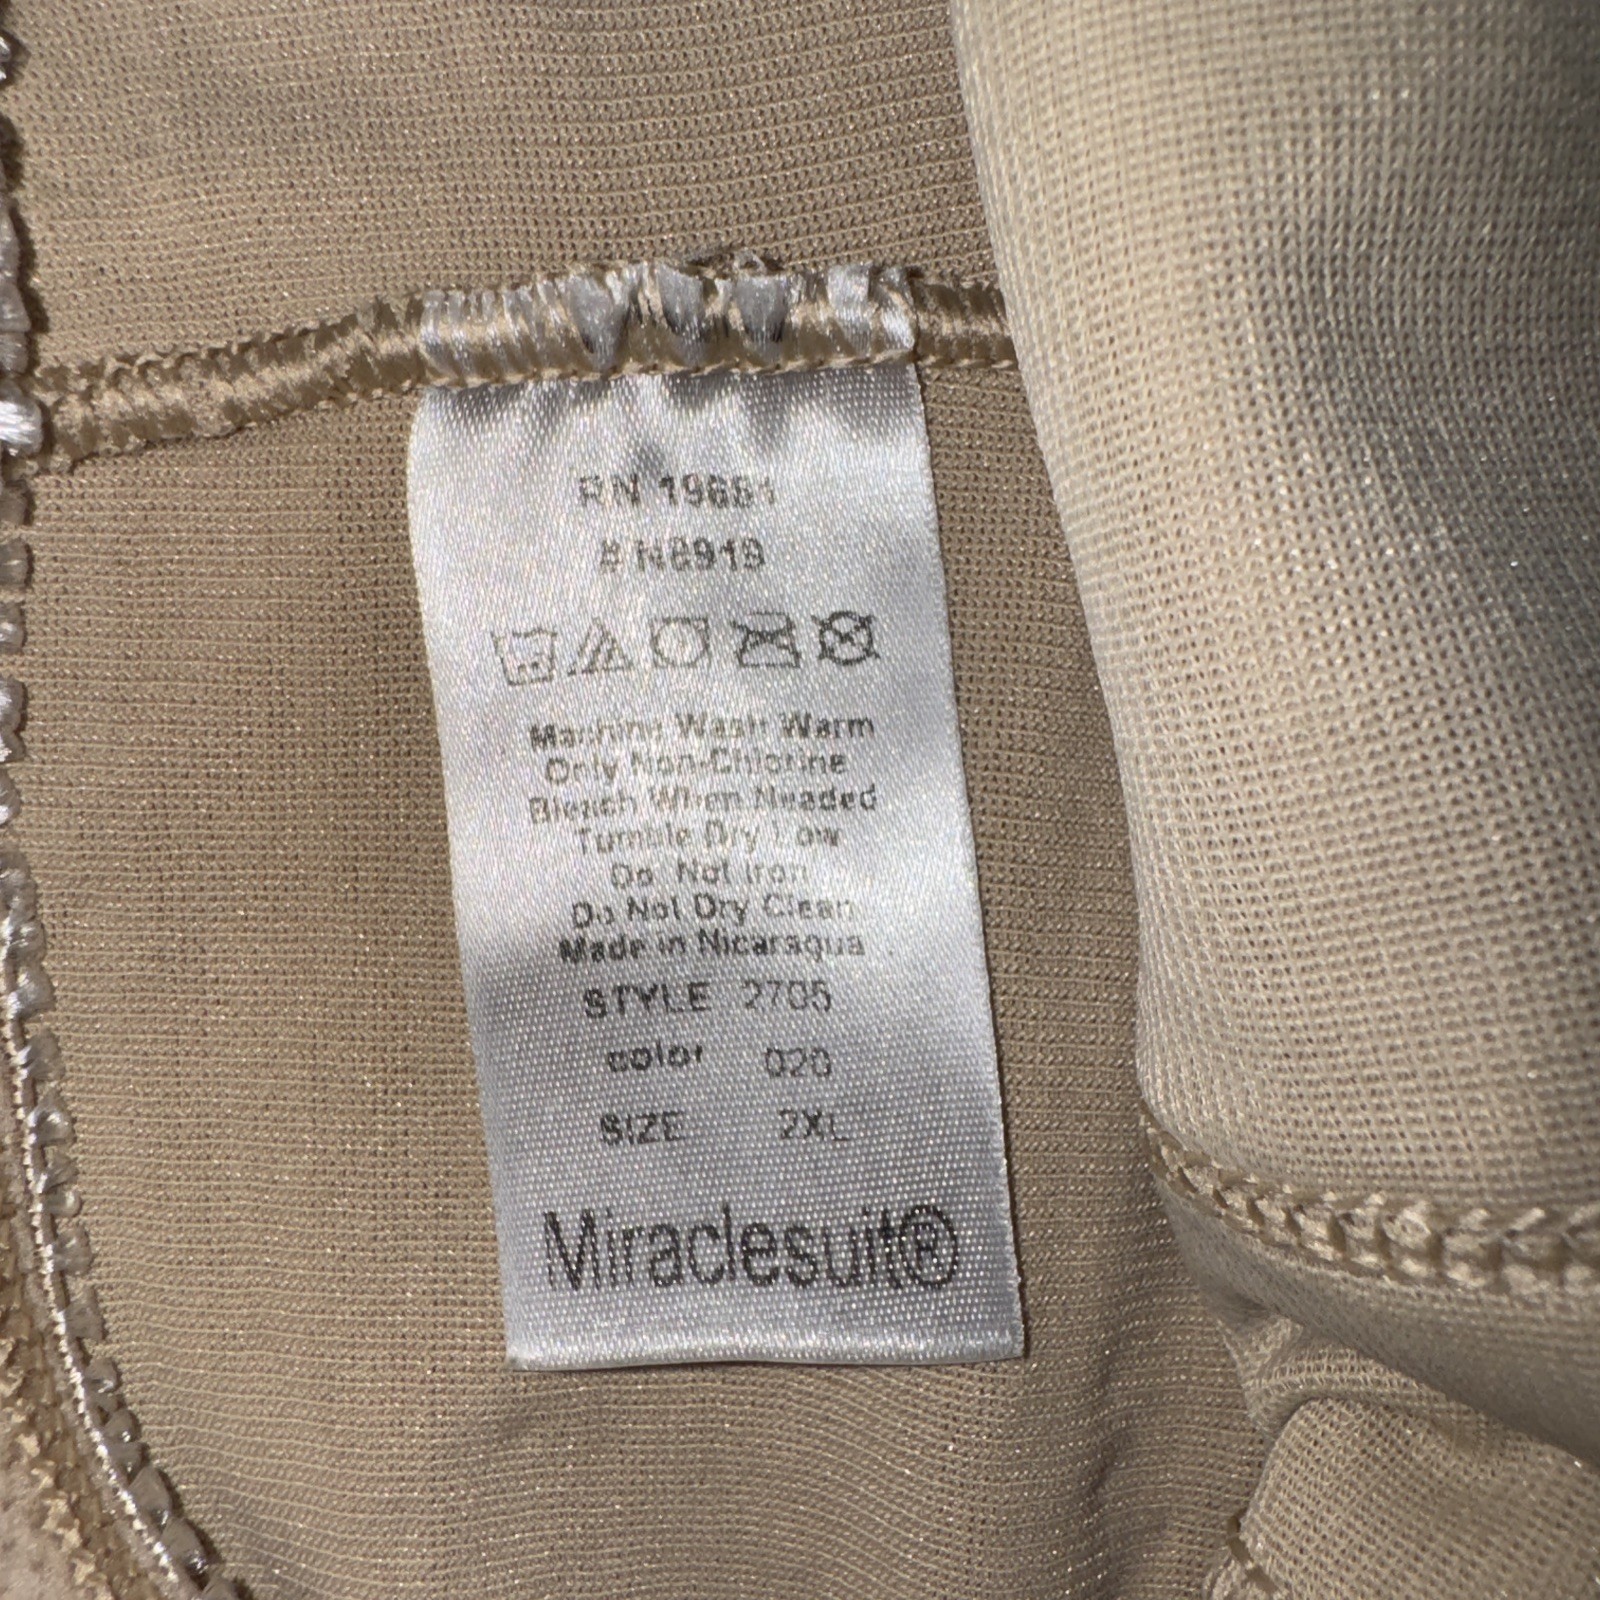 RN 19681
# N8919
Machine Wash Warm
Only Non-Chlorine
Bleach When Needed
Tumble Dry Low
Do Not Iron
Do Not Dry Clean
Made in Nicaragua
STYLE 2705
color 020
SIZE 2XL
Miraclesuit®